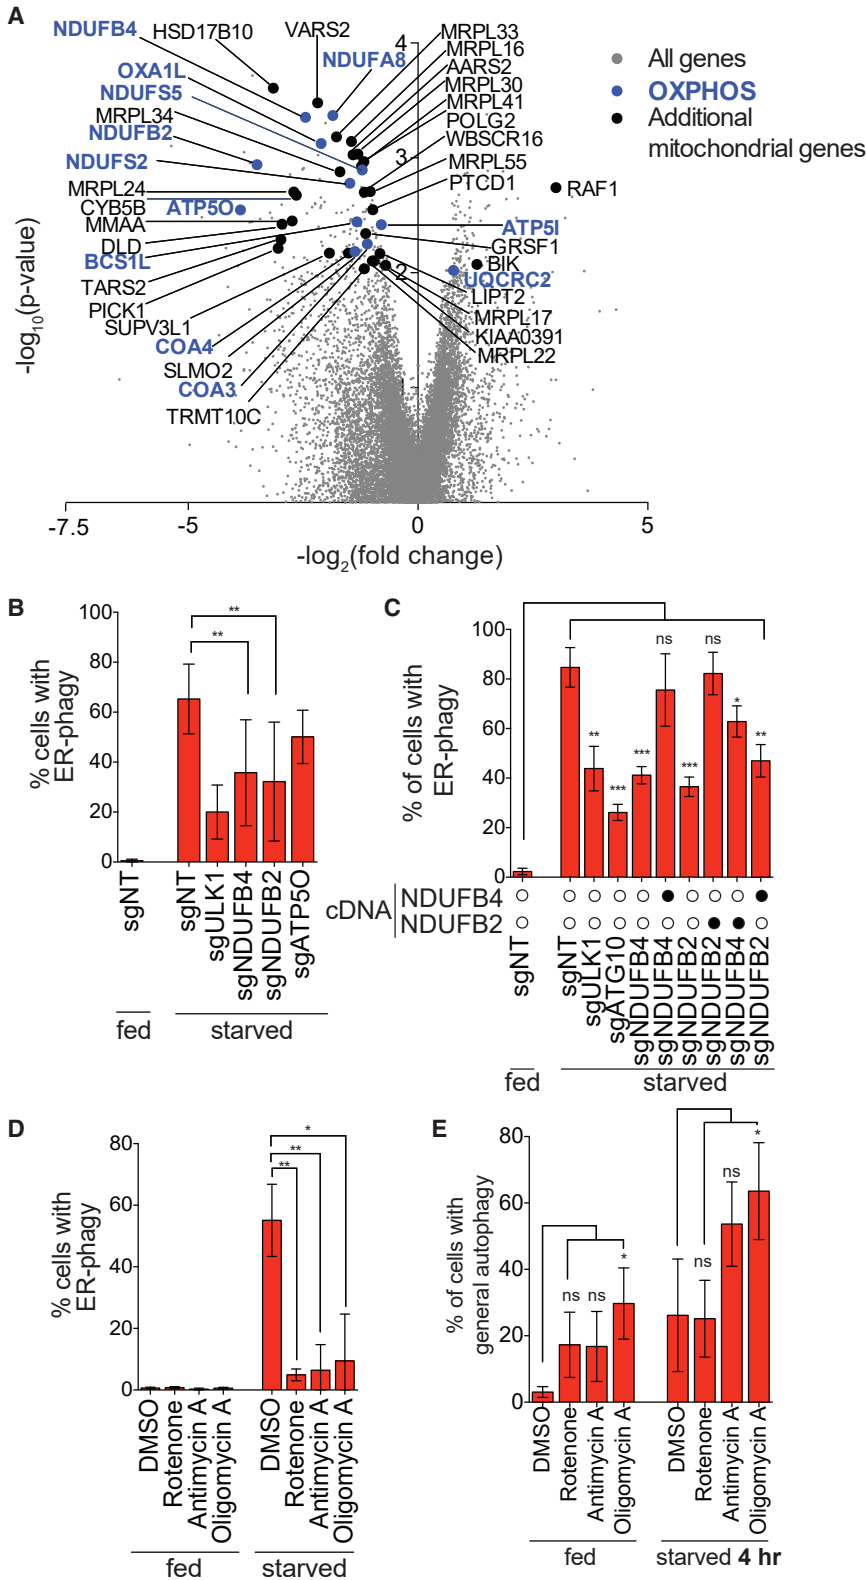 A
NDUFB4
HSD17B10
VARS2
NDUFA8
OXA1L
NDUFS5
MRPL34
NDUFB2
NDUFS2
MRPL24
CYB5B
ATP5O
MMAA
DLD
BCS1L
TARS2
PICK1
SUPV3L1
COA4
SLMO2
COA3
TRMT10C
MRPL33
MRPL16
AARS2
MRPL30
MRPL41
POLG2
WBSCR16
MRPL55
PTCD1
RAF1
ATP5I
GRSF1
BIK
UQCRC2
LIPT2
MRPL17
KIAA0391
MRPL22
All genes
OXPHOS
Additional
mitochondrial genes
4
3
2
1
-log10(p-value)
-7.5 -5 0 5
-log2(fold change)
B
% cells with
ER-phagy
100
80
60
40
20
0
**
**
sgNT
sgNT
sgULK1
sgNDUFB4
sgNDUFB2
sgATP5O
fed starved
C
% of cells with
ER-phagy
100
80
60
40
20
0
** *** *** ns *** ns * **
cDNA
NDUFB4
NDUFB2
sgNT
sgNT
sgULK1
sgATG10
sgNDUFB4
sgNDUFB4
sgNDUFB2
sgNDUFB2
sgNDUFB4
sgNDUFB2
fed starved
D
% cells with
ER-phagy
80
60
40
20
0
*
**
**
DMSO
Rotenone
Antimycin A
Oligomycin A
DMSO
Rotenone
Antimycin A
Oligomycin A
fed starved
E
% of cells with
general autophagy
80
60
40
20
0
ns ns * ns ns *
DMSO
Rotenone
Antimycin A
Oligomycin A
DMSO
Rotenone
Antimycin A
Oligomycin A
fed starved 4 hr